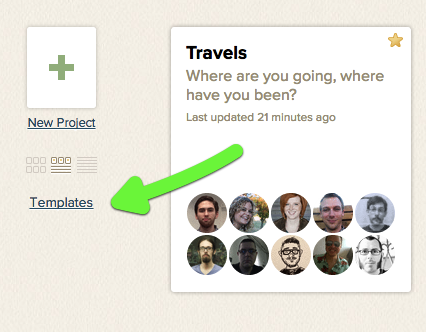 New Project
Templates
Travels
Where are you going, where
have you been?
Last updated 21 minutes ago